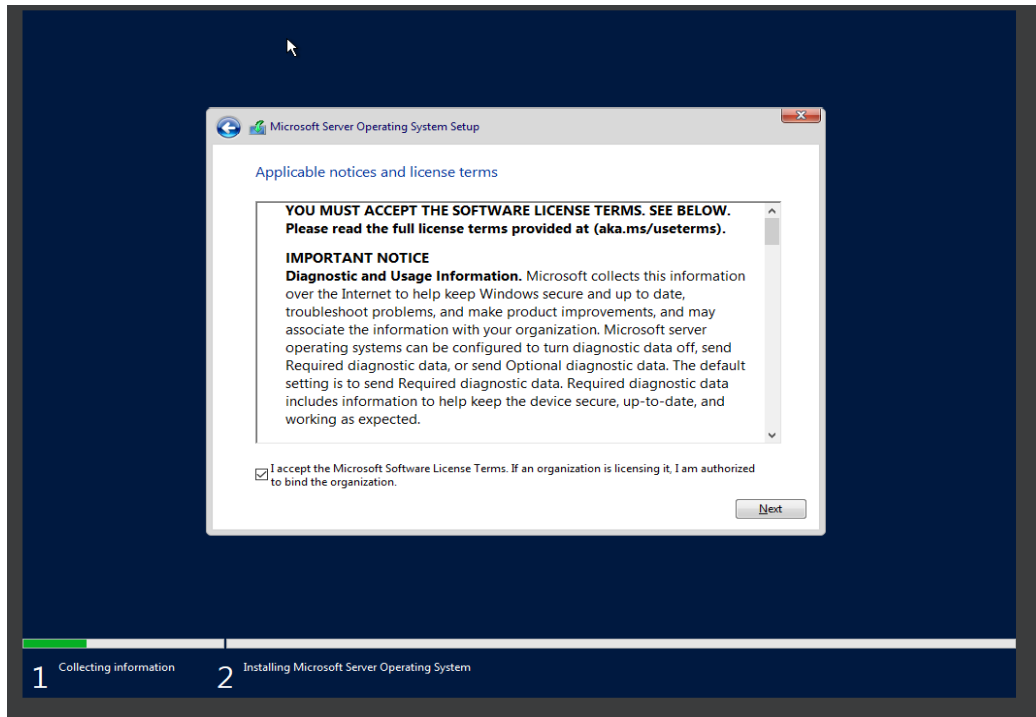 Microsoft Server Operating System Setup
Applicable notices and license terms
YOU MUST ACCEPT THE SOFTWARE LICENSE TERMS. SEE BELOW.
Please read the full license terms provided at (aka.ms/useterms).
IMPORTANT NOTICE
Diagnostic and Usage Information. Microsoft collects this information
over the Internet to help keep Windows secure and up to date,
troubleshoot problems, and make product improvements, and may
associate the information with your organization. Microsoft server
operating systems can be configured to turn diagnostic data off, send
Required diagnostic data, or send Optional diagnostic data. The default
setting is to send Required diagnostic data. Required diagnostic data
includes information to help keep the device secure, up-to-date, and
working as expected.
I accept the Microsoft Software License Terms. If an organization is licensing it, I am authorized
to bind the organization.
Next
1 Collecting information
2 Installing Microsoft Server Operating System